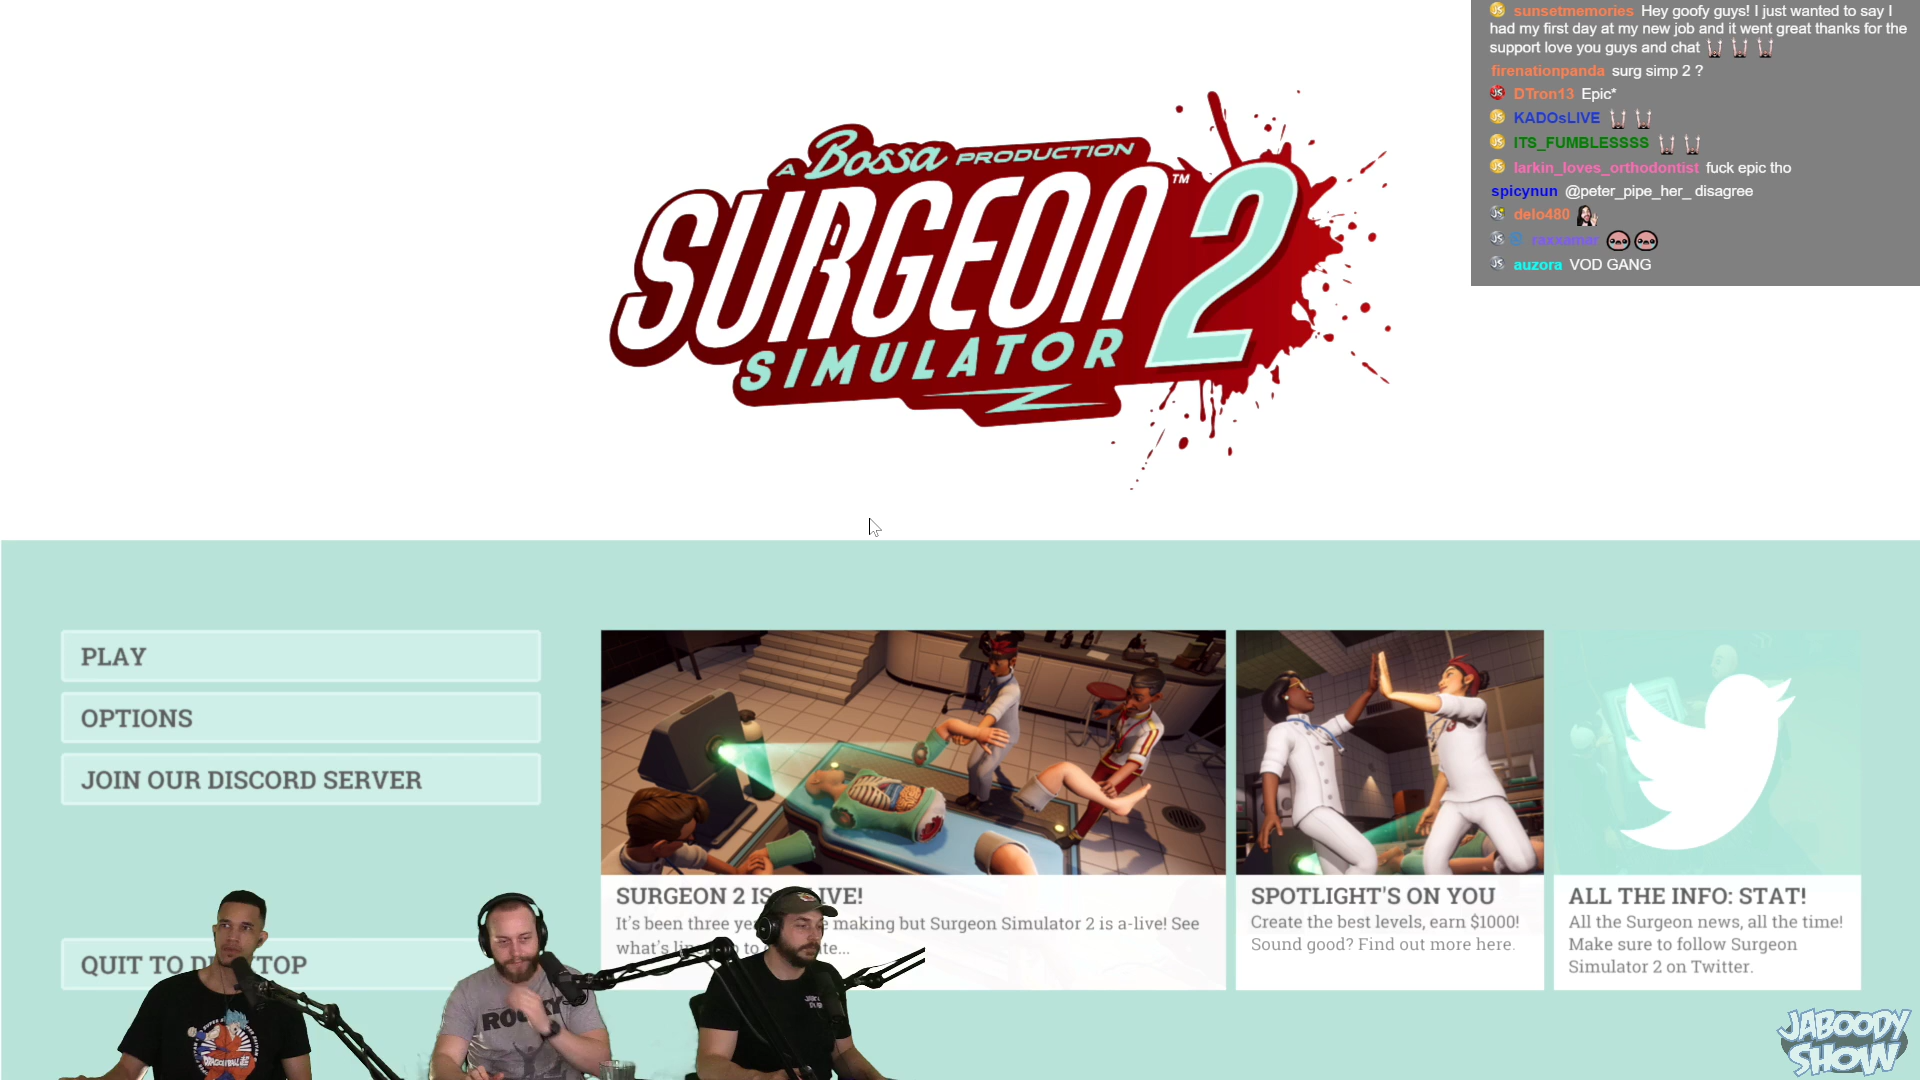 sunsetmemories Hey goofy guys! I just wanted to say I
had my first day at my new job and it went great thanks for the
support love you guys and chat
firenationpanda surg simp 2 ?
DTron13 Epic*
KADOsLIVE
ITS_FUMBLESSSS
larkin_loves_orthodontist fuck epic tho
spicynun @peter_pipe_her_ disagree
delo480
raxxamar
auzora VOD GANG
A Bossa PRODUCTION
SURGEON 2 ™
SIMULATOR
PLAY
OPTIONS
JOIN OUR DISCORD SERVER
QUIT TO
SURGEON 2 IS
It's been three making but Surgeon Simulator 2 is a-live! See
what's to
SPOTLIGHT'S ON YOU
Create the best levels, earn $1000!
Sound good? Find out more here.
ALL THE INFO: STAT!
All the Surgeon news, all the time!
Make sure to follow Surgeon
Simulator 2 on Twitter.
JABOODY
SHOW